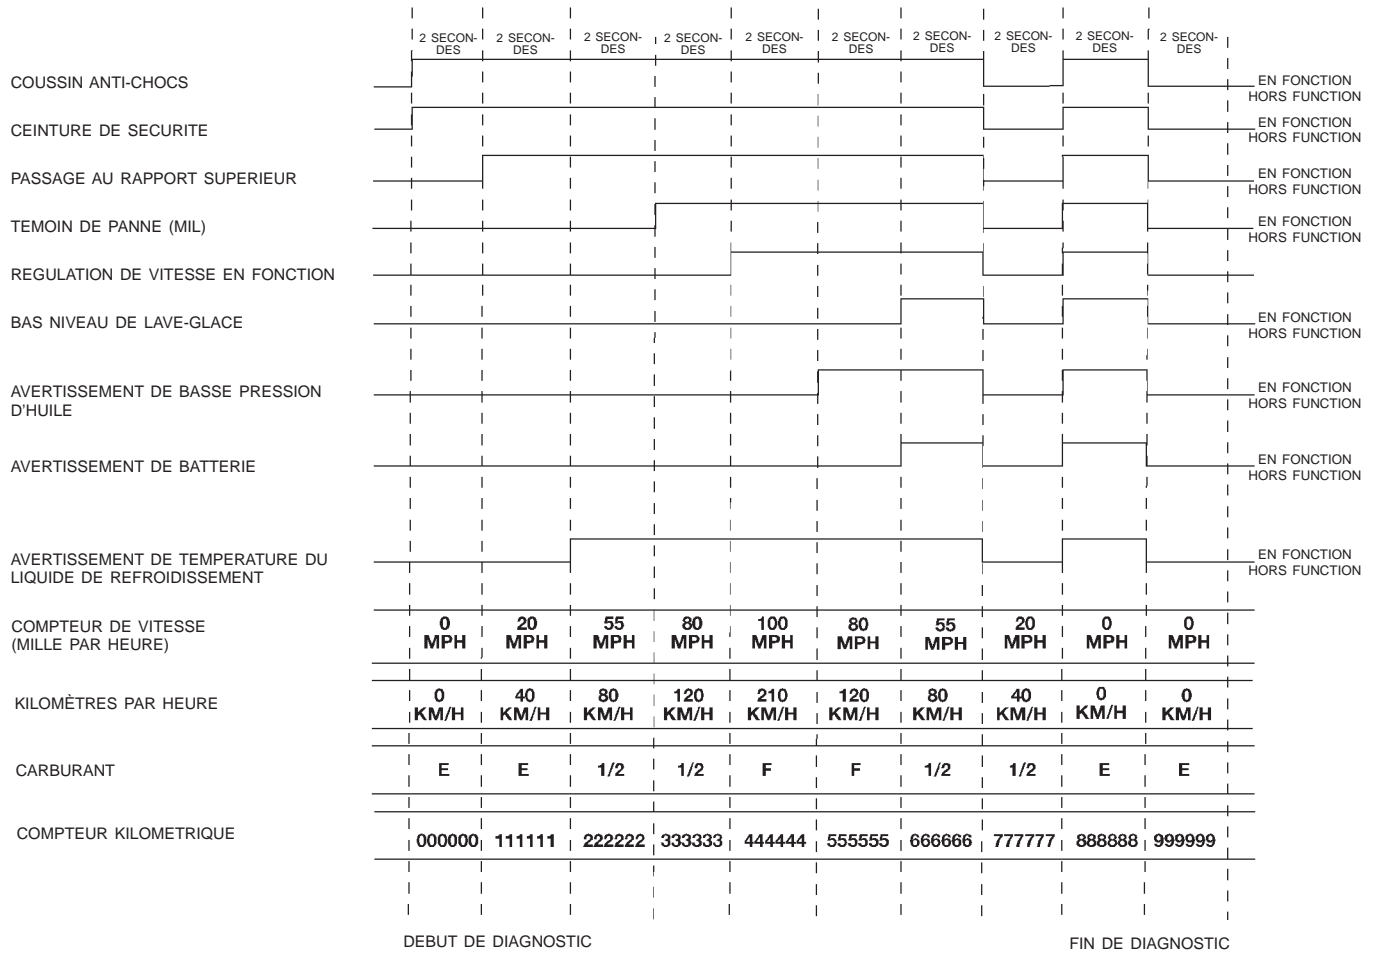 2 SECON- 2 SECON- 2 SECON- 2 SECON- 2 SECON- 2 SECON- 2 SECON- 2 SECON- 2 SECON- 2 SECON-
DES DES DES DES DES DES DES DES DES DES
COUSSIN ANTI-CHOCS EN FONCTION
HORS FUNCTION
CEINTURE DE SECURITE EN FONCTION
HORS FUNCTION
PASSAGE AU RAPPORT SUPERIEUR EN FONCTION
HORS FUNCTION
TEMOIN DE PANNE (MIL) EN FONCTION
HORS FUNCTION
REGULATION DE VITESSE EN FONCTION
BAS NIVEAU DE LAVE-GLACE EN FONCTION
HORS FUNCTION
AVERTISSEMENT DE BASSE PRESSION EN FONCTION
D'HUILE HORS FUNCTION
AVERTISSEMENT DE BATTERIE EN FONCTION
HORS FUNCTION
AVERTISSEMENT DE TEMPERATURE DU EN FONCTION
LIQUIDE DE REFROIDISSEMENT HORS FUNCTION
COMPTEUR DE VITESSE 0 20 55 80 100 80 55 20 0 0
(MILLE PAR HEURE) MPH MPH MPH MPH MPH MPH MPH MPH MPH MPH
KILOMÈTRES PAR HEURE 0 40 80 120 210 120 80 40 0 0
KM/H KM/H KM/H KM/H KM/H KM/H KM/H KM/H KM/H KM/H
CARBURANT E E 1/2 1/2 F F 1/2 1/2 E E
COMPTEUR KILOMETRIQUE 000000 111111 222222 333333 444444 555555 666666 777777 888888 999999
DEBUT DE DIAGNOSTIC FIN DE DIAGNOSTIC